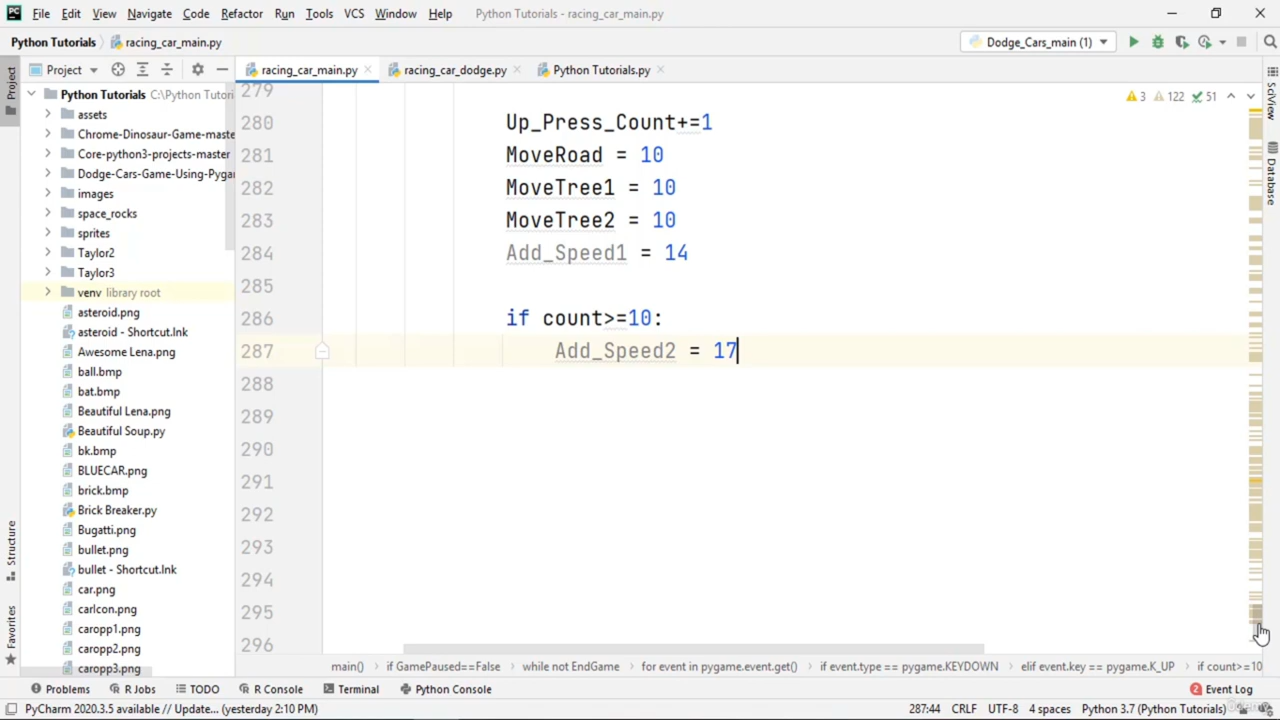 PC File Edit View Navigate Code Refactor Run Tools VCS Window Help Python Tutorials - racing_car_main.py
Python Tutorials racing_car_main.py Dodge_Cars_main (1)
Project racing_car_main.py racing_car_dodge.py Python Tutorials.py
Project
Structure
Favorites
SciView
Database
3 122 51
Python Tutorials C:\Python Tutori
assets
Chrome-Dinosaur-Game-maste
Core-python3-projects-master
Dodge-Cars-Game-Using-Pyga
images
space_rocks
sprites
Taylor2
Taylor3
venv library root
asteroid.png
asteroid - Shortcut.lnk
Awesome Lena.png
ball.bmp
bat.bmp
Beautiful Lena.png
Beautiful Soup.py
bk.bmp
BLUECAR.png
brick.bmp
Brick Breaker.py
Bugatti.png
bullet.png
bullet - Shortcut.lnk
car.png
carIcon.png
caropp1.png
caropp2.png
caropp3.png
279
280 Up_Press_Count+=1
281 MoveRoad = 10
282 MoveTree1 = 10
283 MoveTree2 = 10
284 Add_Speed1 = 14
285
286 if count>=10:
287 Add_Speed2 = 17
288
289
290
291
292
293
294
295
296
main() if GamePaused==False while not EndGame for event in pygame.event.get() if event.type == pygame.KEYDOWN elif event.key == pygame.K_UP if count>=10
Problems R Jobs TODO R Console Terminal Python Console 2 Event Log
PyCharm 2020.3.5 available // Update... (yesterday 2:10 PM) 287:44 CRLF UTF-8 4 spaces Python 3.7 (Python Tutorials)